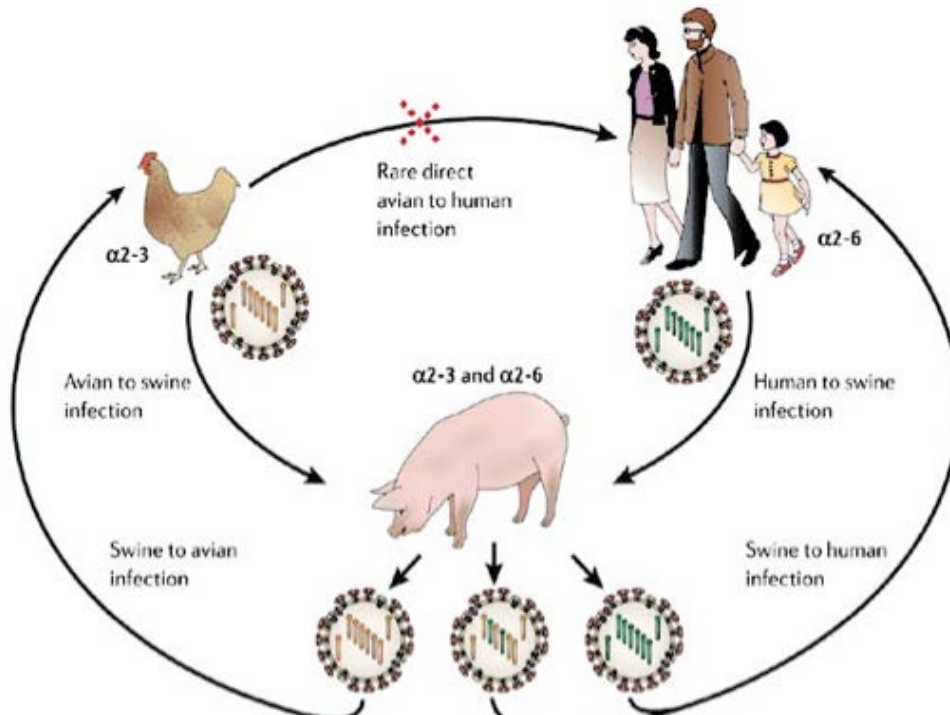 Rare direct
avian to human
infection
α2-3
α2-6
Avian to swine
infection
α2-3 and α2-6
Human to swine
infection
Swine to avian
infection
Swine to human
infection